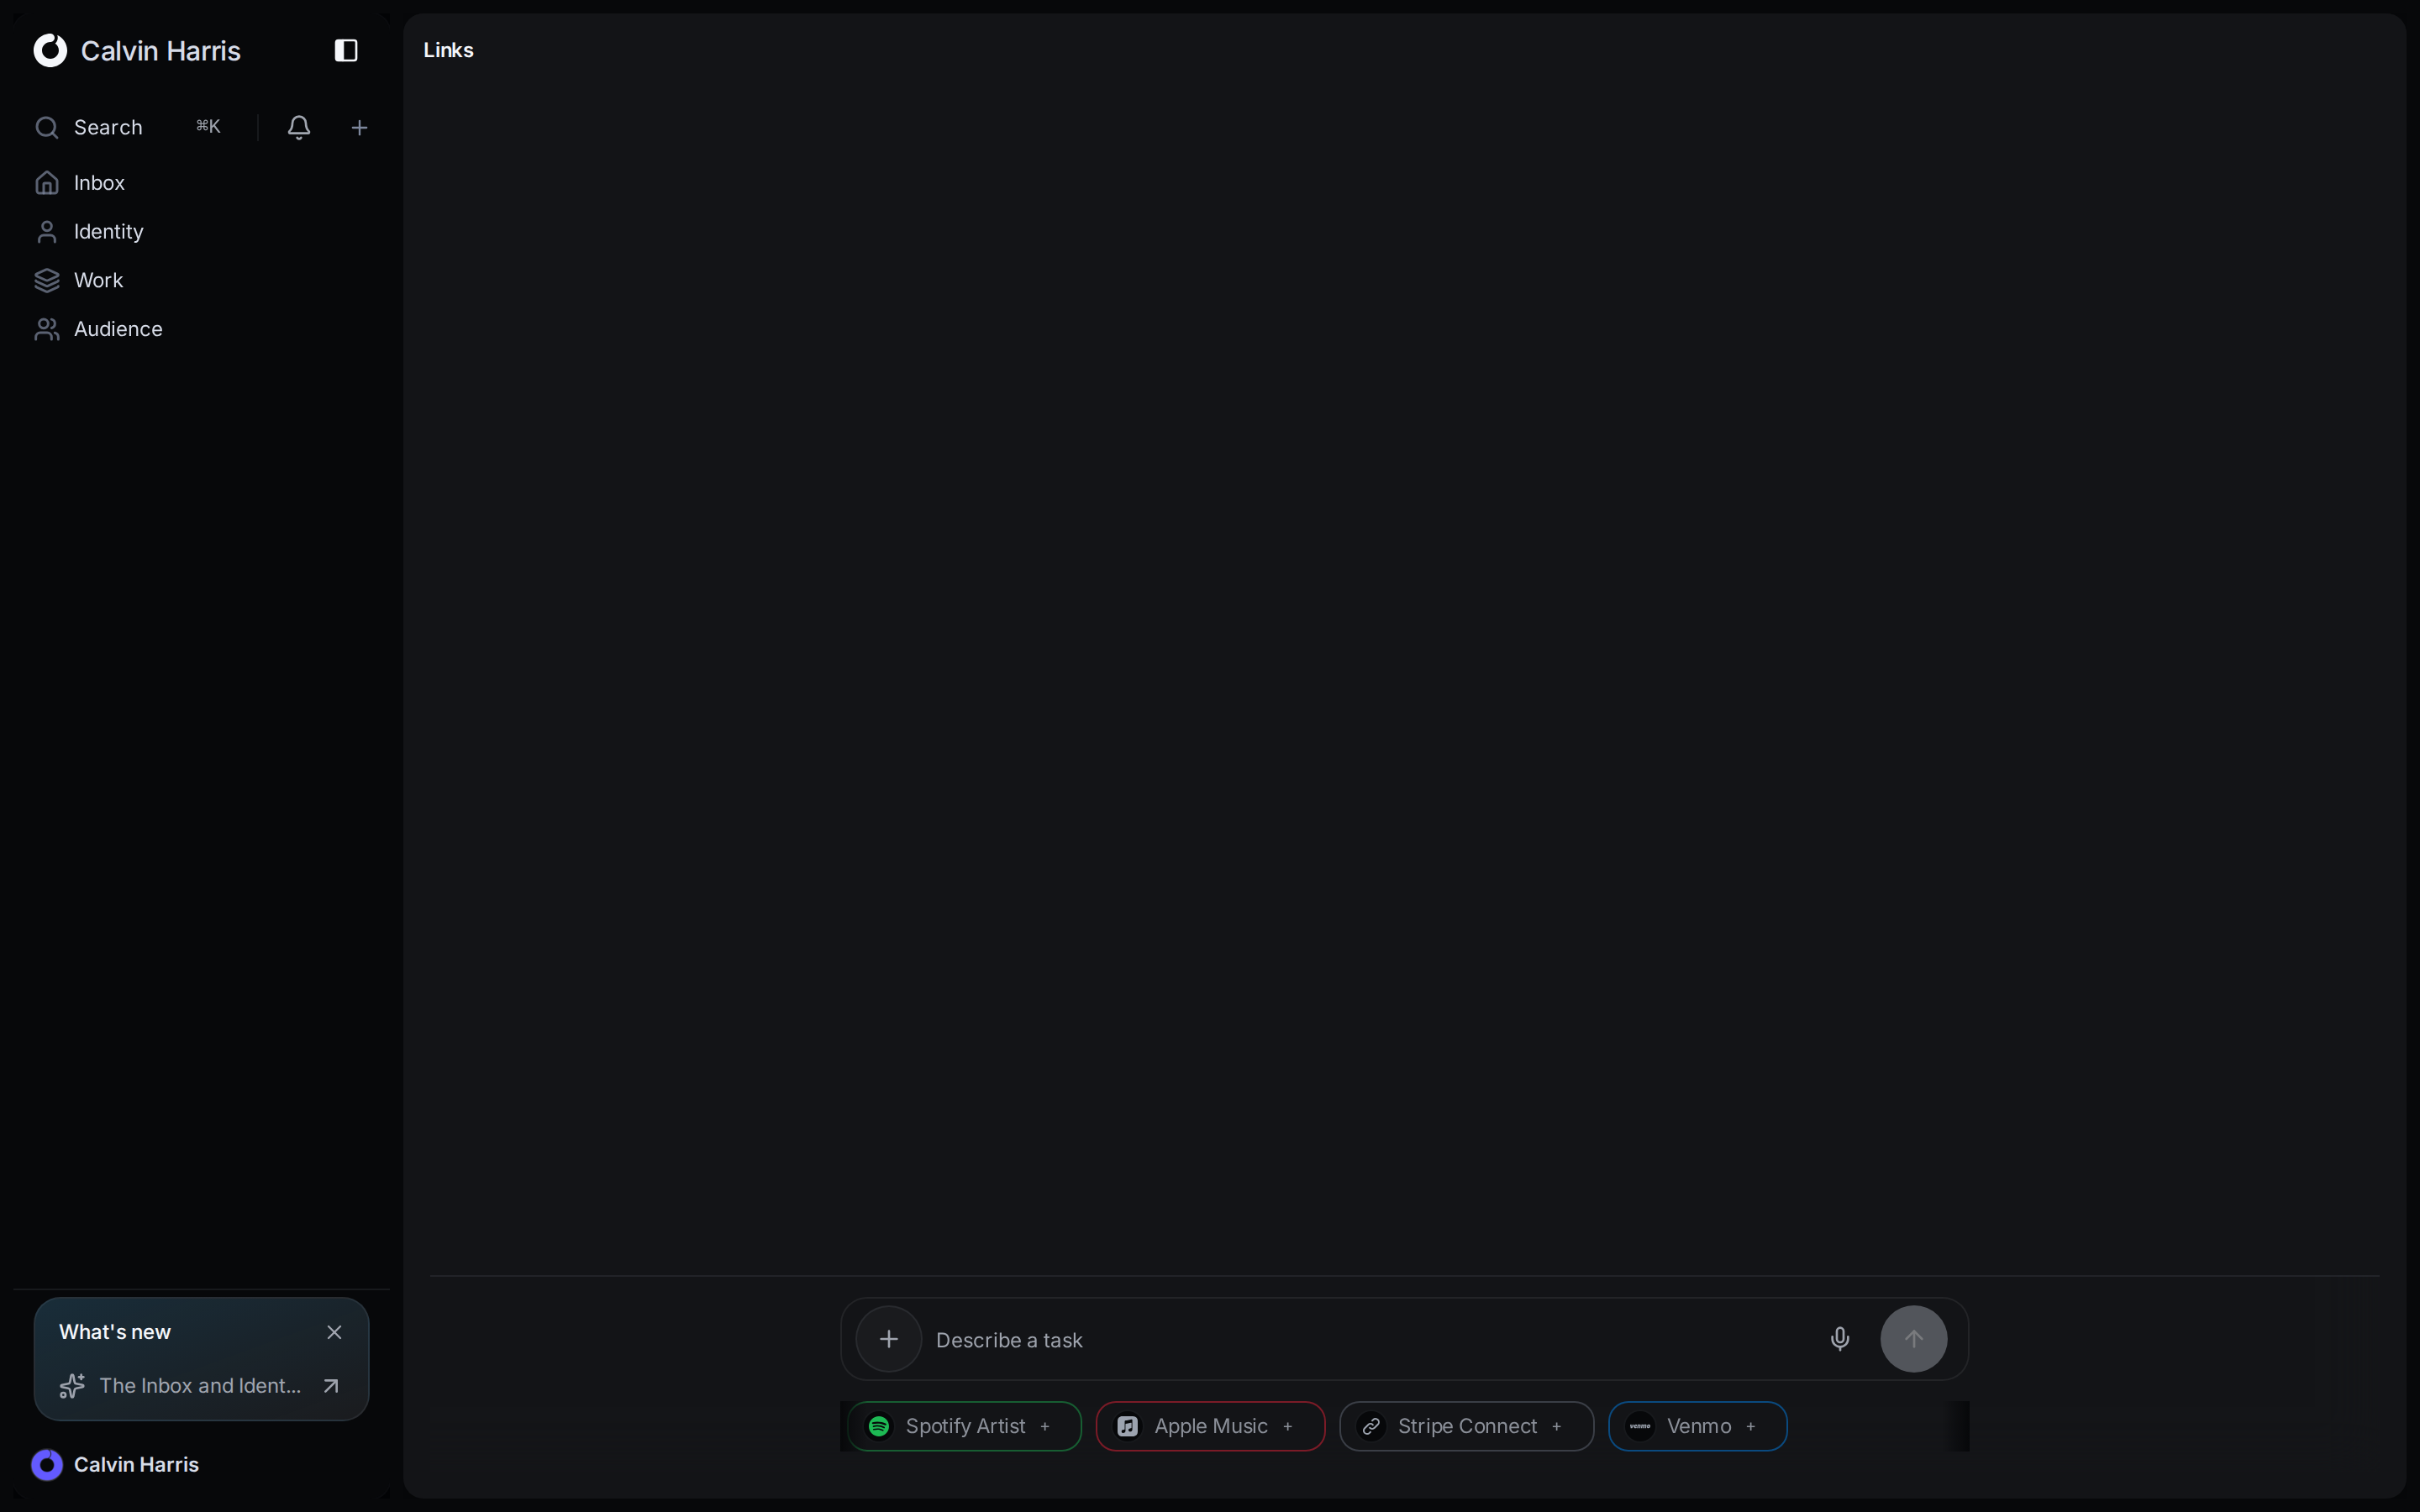 Calvin Harris
Search ⌘K
Inbox
Identity
Work
Audience
Links
What's new
The Inbox and Ident...
Calvin Harris
Describe a task
Spotify Artist +
Apple Music +
Stripe Connect +
venmo Venmo +